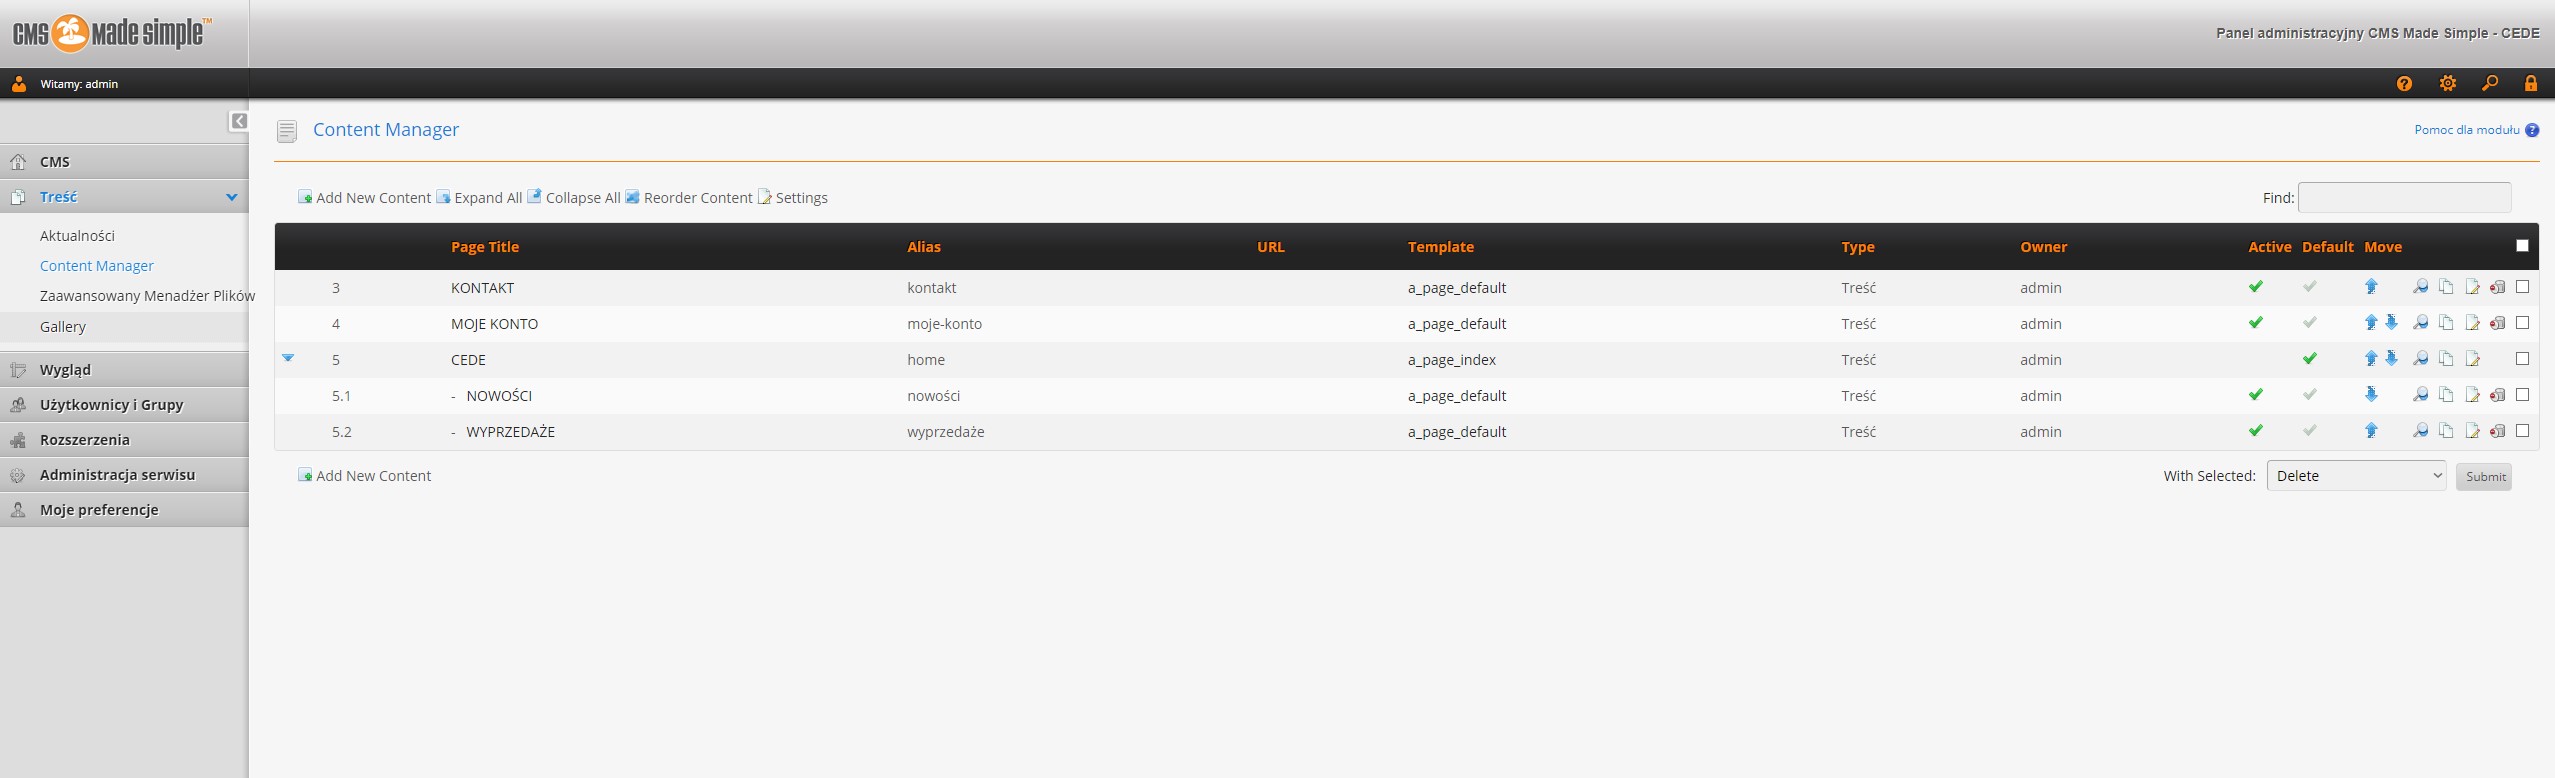 CMS Made Simple™
Panel administracyjny CMS Made Simple - CEDE
Witamy: admin
Content Manager
Pomoc dla modułu
CMS
Treść
Aktualności
Content Manager
Zaawansowany Menadżer Plików
Gallery
Wygląd
Użytkownicy i Grupy
Rozszerzenia
Administracja serwisu
Moje preferencje
Add New Content Expand All Collapse All Reorder Content Settings
Find:
Page Title Alias URL Template Type Owner Active Default Move
3 KONTAKT kontakt a_page_default Treść admin
4 MOJE KONTO moje-konto a_page_default Treść admin
5 CEDE home a_page_index Treść admin
5.1 - NOWOŚCI nowości a_page_default Treść admin
5.2 - WYPRZEDAŻE wyprzedaże a_page_default Treść admin
Add New Content
With Selected: Delete Submit